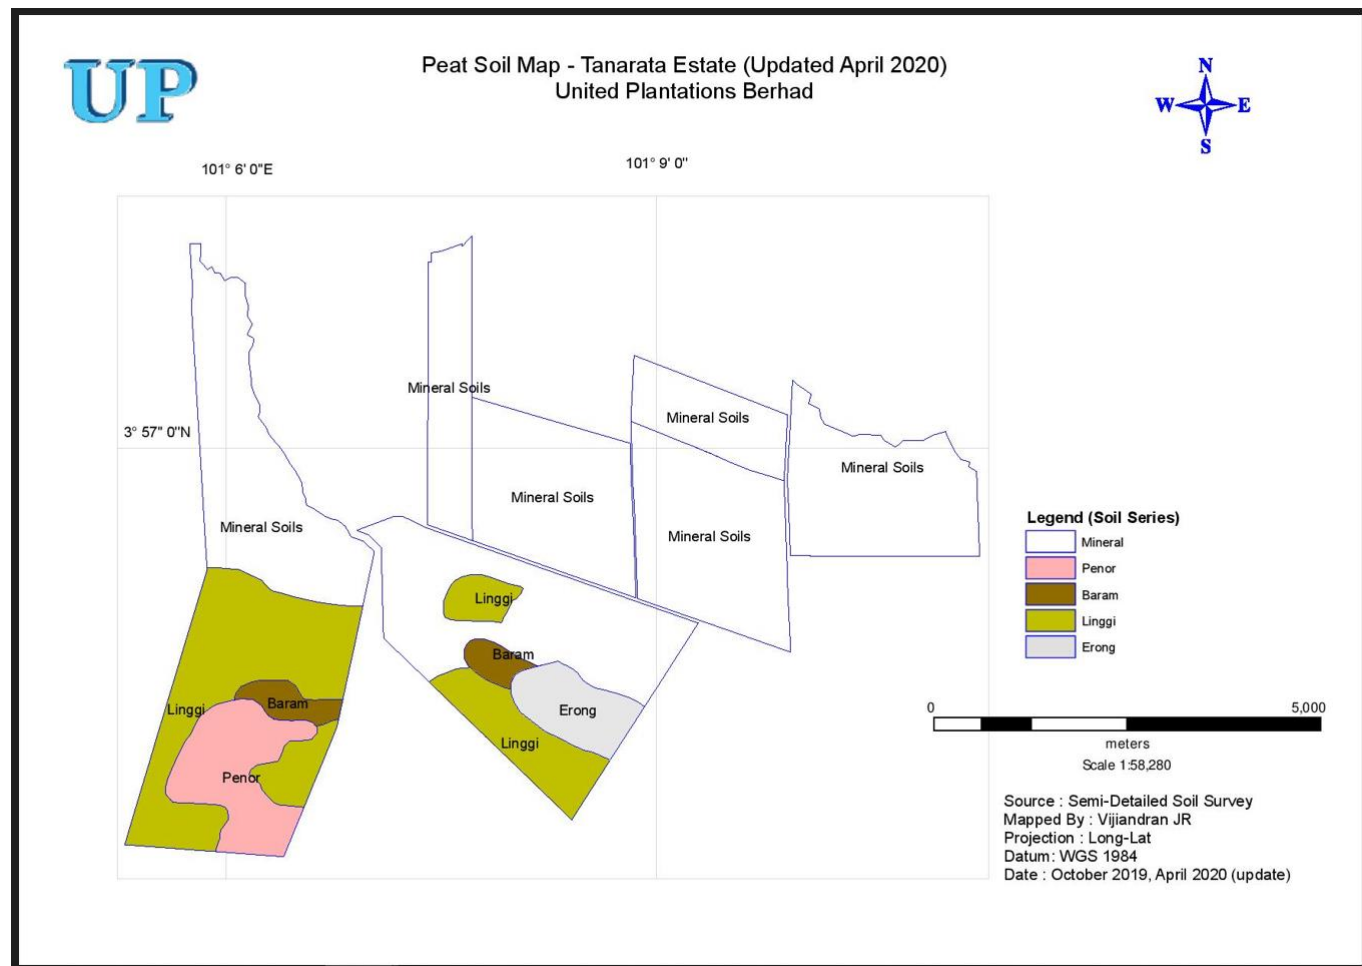 UP
Peat Soil Map - Tanarata Estate (Updated April 2020)
United Plantations Berhad
N
W E
S
101° 6' 0"E
101° 9' 0"
Mineral Soils
Mineral Soils
3° 57" 0"N
Mineral Soils
Mineral Soils
Mineral Soils
Mineral Soils
Legend (Soil Series)
Mineral
Penor
Baram
Linggi
Erong
Linggi
Baram
Linggi
Baram
Erong
Linggi
Penor
0 5,000
meters
Scale 1:58,280
Source : Semi-Detailed Soil Survey
Mapped By : Vijiandran JR
Projection : Long-Lat
Datum: WGS 1984
Date : October 2019, April 2020 (update)